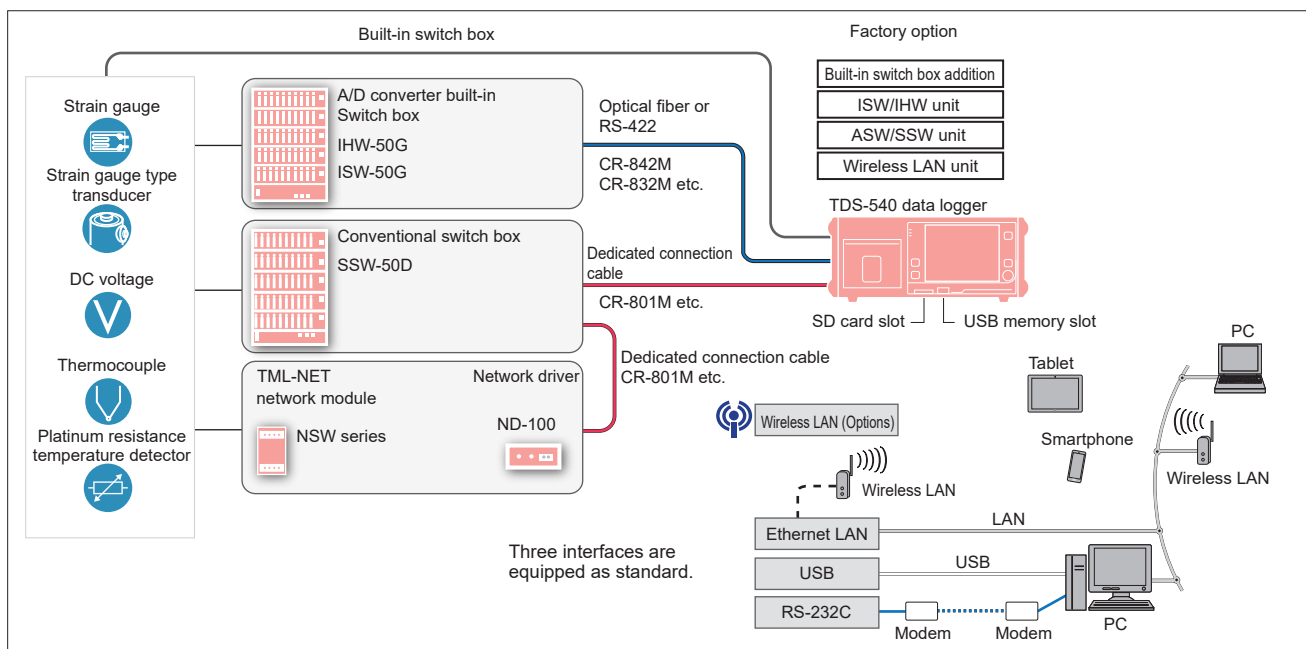 Built-in switch box
Factory option
Built-in switch box addition
ISW/IHW unit
ASW/SSW unit
Wireless LAN unit
Strain gauge
Strain gauge type
transducer
DC voltage
Thermocouple
Platinum resistance
temperature detector
A/D converter built-in
Switch box
IHW-50G
ISW-50G
Optical fiber or
RS-422
CR-842M
CR-832M etc.
Conventional switch box
SSW-50D
Dedicated connection
cable
CR-801M etc.
TML-NET
network module
NSW series
Network driver
ND-100
Dedicated connection cable
CR-801M etc.
TDS-540 data logger
SD card slot
USB memory slot
Wireless LAN (Options)
Wireless LAN
Tablet
Smartphone
PC
Wireless LAN
Three interfaces are
equipped as standard.
Ethernet LAN
LAN
USB
USB
RS-232C
Modem
Modem
PC